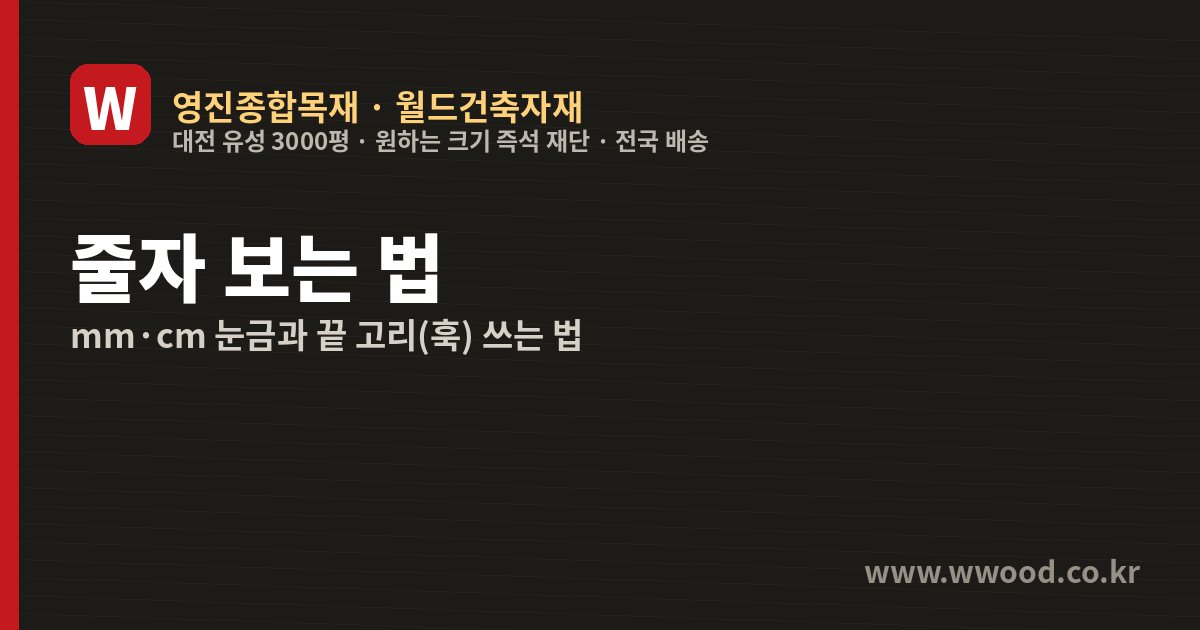 W
영진종합목재 · 월드건축자재
대전 유성 3000평 · 원하는 크기 즉석 재단 · 전국 배송
줄자 보는 법
mm·cm 눈금과 끝 고리(훅) 쓰는 법
www.wwood.co.kr